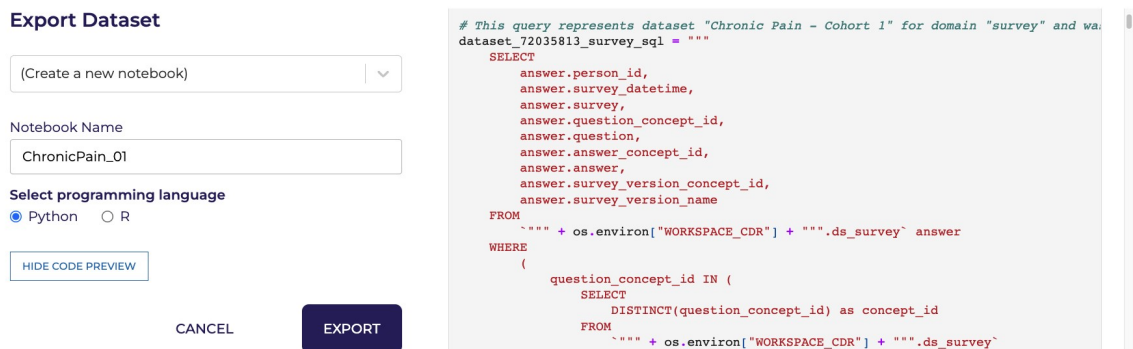 Export Dataset
(Create a new notebook)
Notebook Name
ChronicPain_01
Select programming language
Python
R
HIDE CODE PREVIEW
CANCEL
EXPORT
# This query represents dataset "Chronic Pain - Cohort 1" for domain "survey" and wa
dataset_72035813_survey_sql = """
    SELECT
        answer.person_id,
        answer.survey_datetime,
        answer.survey,
        answer.question_concept_id,
        answer.question,
        answer.answer_concept_id,
        answer.answer,
        answer.survey_version_concept_id,
        answer.survey_version_name
    FROM
        `""" + os.environ["WORKSPACE_CDR"] + """.ds_survey` answer
    WHERE
        (
            question_concept_id IN (
                SELECT
                    DISTINCT(question_concept_id) as concept_id
                FROM
                    `""" + os.environ["WORKSPACE_CDR"] + """.ds_survey`